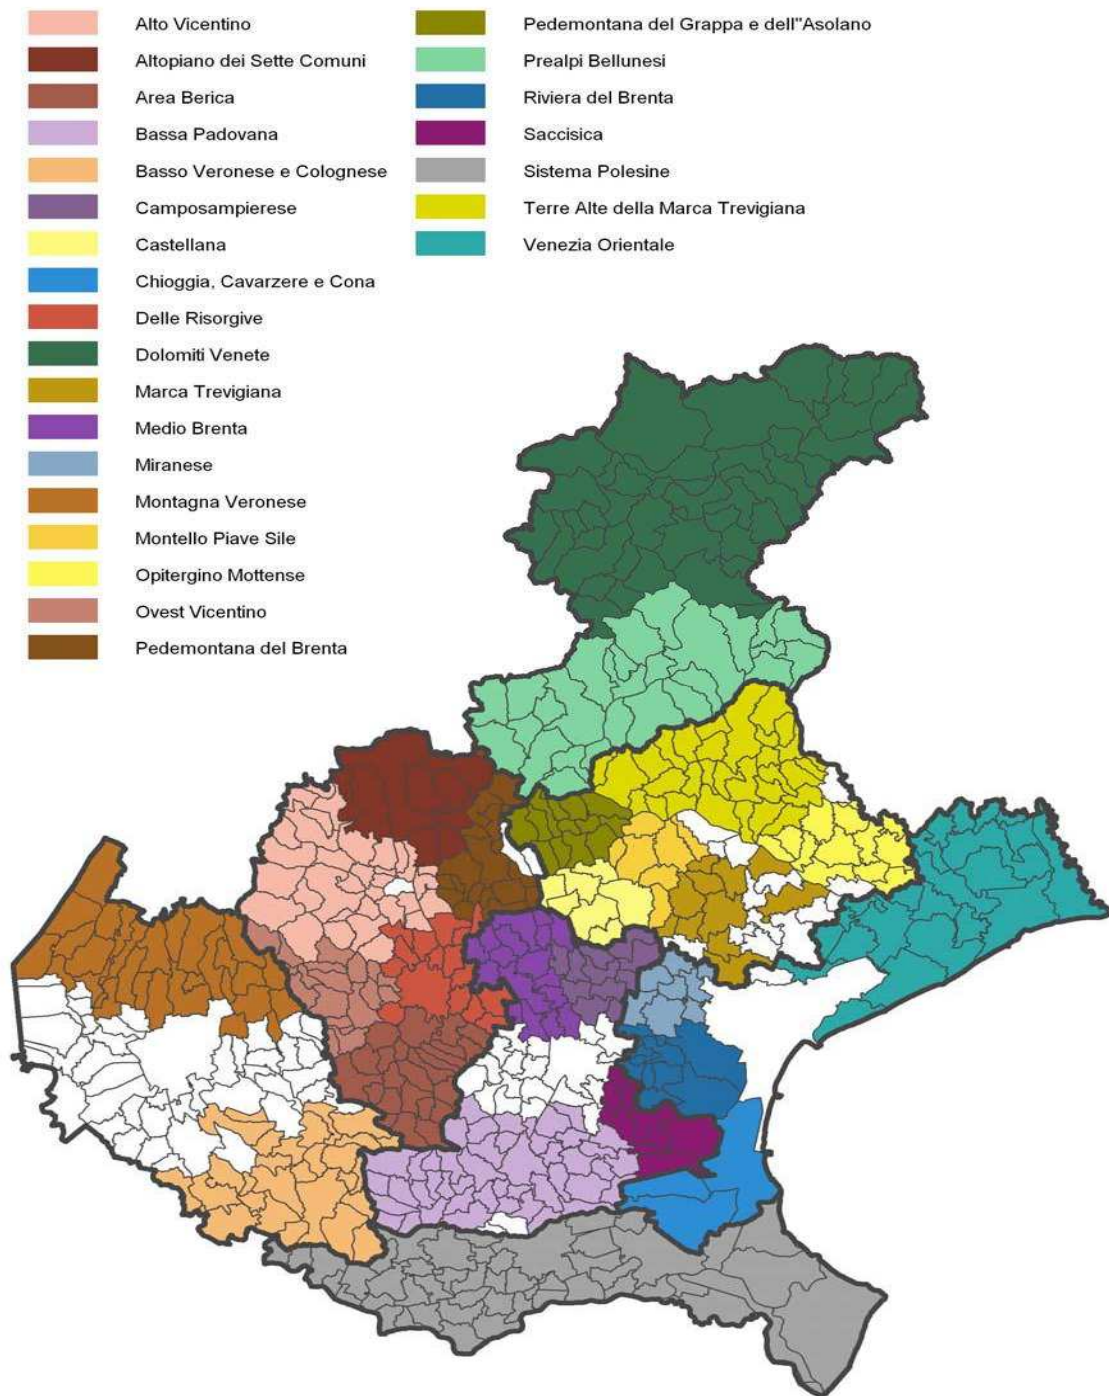 Alto Vicentino
Altopiano dei Sette Comuni
Area Berica
Bassa Padovana
Basso Veronese e Colognese
Camposampierese
Castellana
Chioggia, Cavarzere e Cona
Delle Risorgive
Dolomiti Venete
Marca Trevigiana
Medio Brenta
Miranese
Montagna Veronese
Montello Piave Sile
Opitergino Mottense
Ovest Vicentino
Pedemontana del Brenta
Pedemontana del Grappa e dell"Asolano
Prealpi Bellunesi
Riviera del Brenta
Saccisica
Sistema Polesine
Terre Alte della Marca Trevigiana
Venezia Orientale